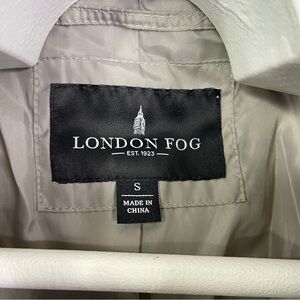 LONDON FOG
EST. 1923
S
MADE IN
CHINA